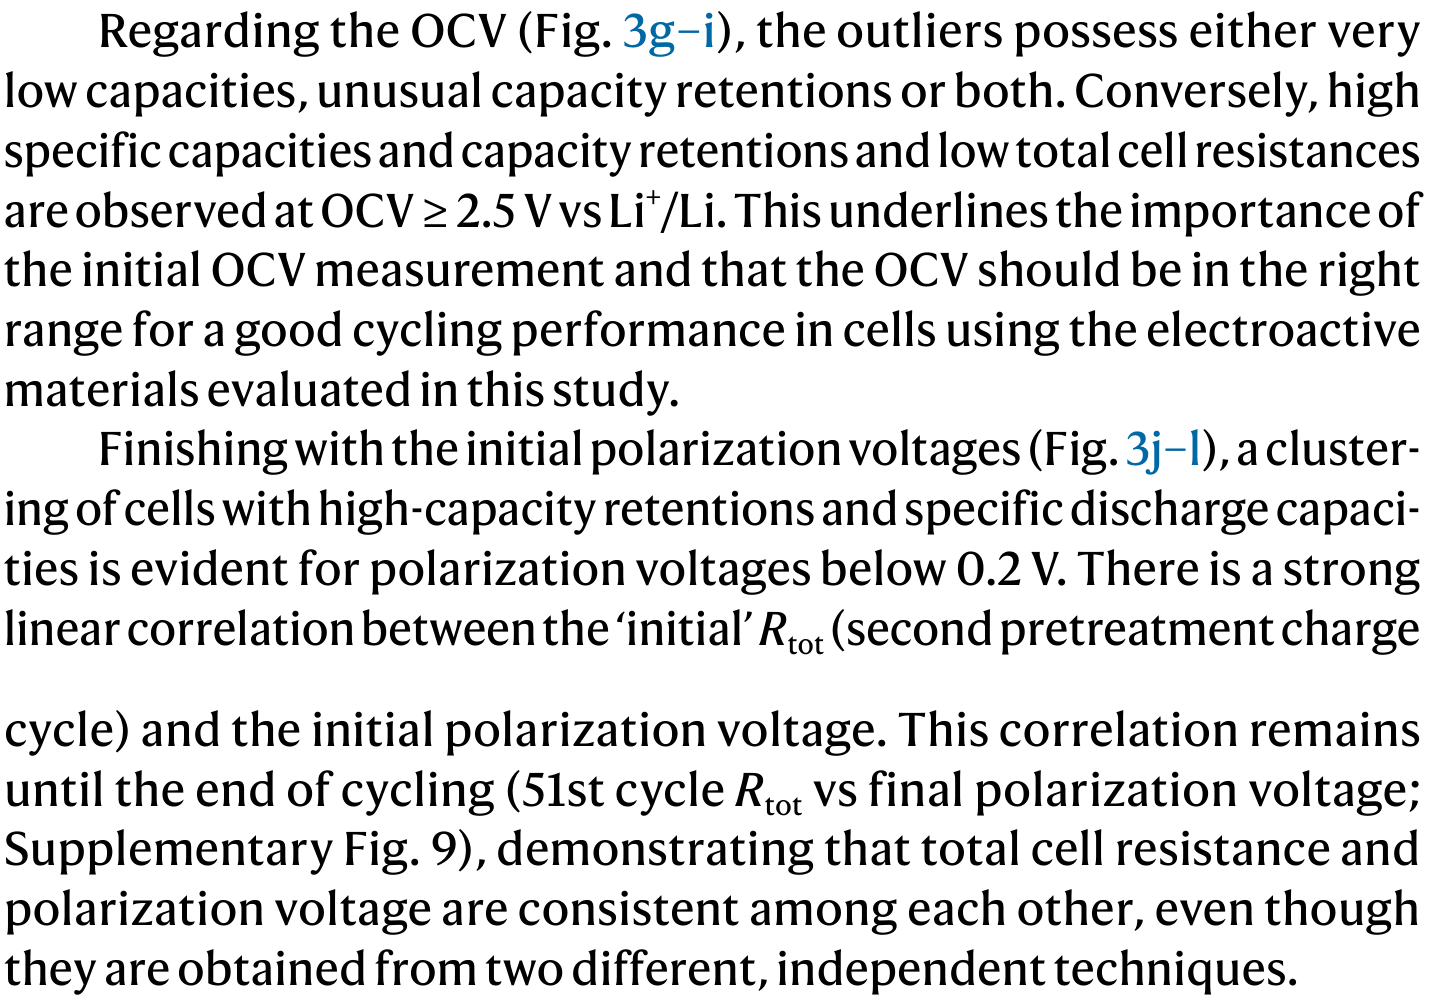 Regarding the OCV (Fig. 3g–i), the outliers possess either very
low capacities, unusual capacity retentions or both. Conversely, high
specific capacities and capacity retentions and low total cell resistances
are observed at OCV ≥ 2.5 V vs Li⁺/Li. This underlines the importance of
the initial OCV measurement and that the OCV should be in the right
range for a good cycling performance in cells using the electroactive
materials evaluated in this study.
Finishing with the initial polarization voltages (Fig. 3j–l), a cluster-
ing of cells with high-capacity retentions and specific discharge capaci-
ties is evident for polarization voltages below 0.2 V. There is a strong
linear correlation between the ‘initial’ Rtot (second pretreatment charge
cycle) and the initial polarization voltage. This correlation remains
until the end of cycling (51st cycle Rtot vs final polarization voltage;
Supplementary Fig. 9), demonstrating that total cell resistance and
polarization voltage are consistent among each other, even though
they are obtained from two different, independent techniques.